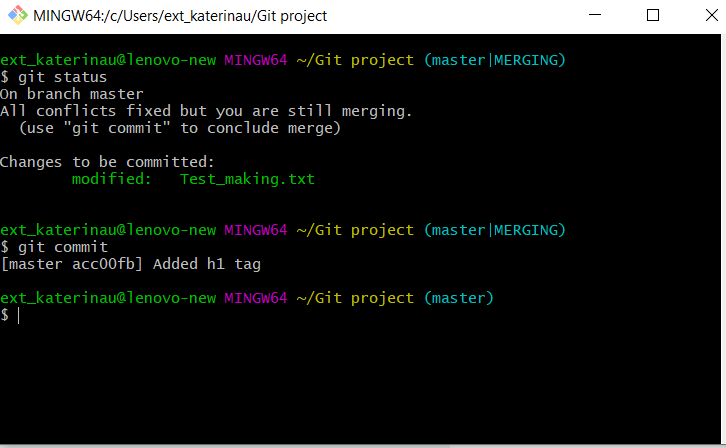 MINGW64:/c/Users/ext_katerinau/Git project
ext_katerinau@lenovo-new MINGW64 ~/Git project (master|MERGING)
$ git status
On branch master
All conflicts fixed but you are still merging.
  (use "git commit" to conclude merge)
Changes to be committed:
        modified:   Test_making.txt
ext_katerinau@lenovo-new MINGW64 ~/Git project (master|MERGING)
$ git commit
[master acc00fb] Added h1 tag
ext_katerinau@lenovo-new MINGW64 ~/Git project (master)
$